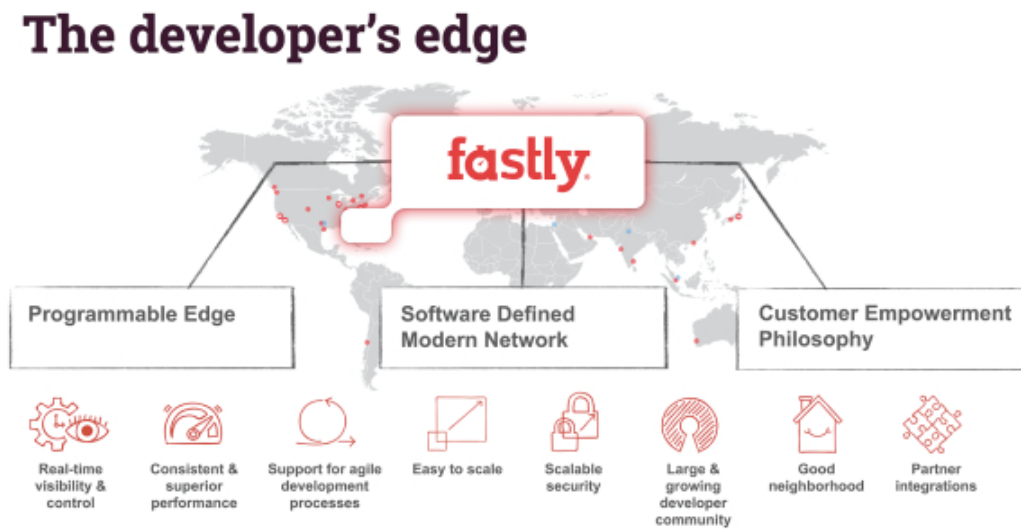 The developer's edge
fastly
Programmable Edge
Software Defined
Modern Network
Customer Empowerment
Philosophy
Real-time
visibility &
control
Consistent &
superior
performance
Support for agile
development
processes
Easy to scale
Scalable
security
Large &
growing
developer
community
Good
neighborhood
Partner
integrations